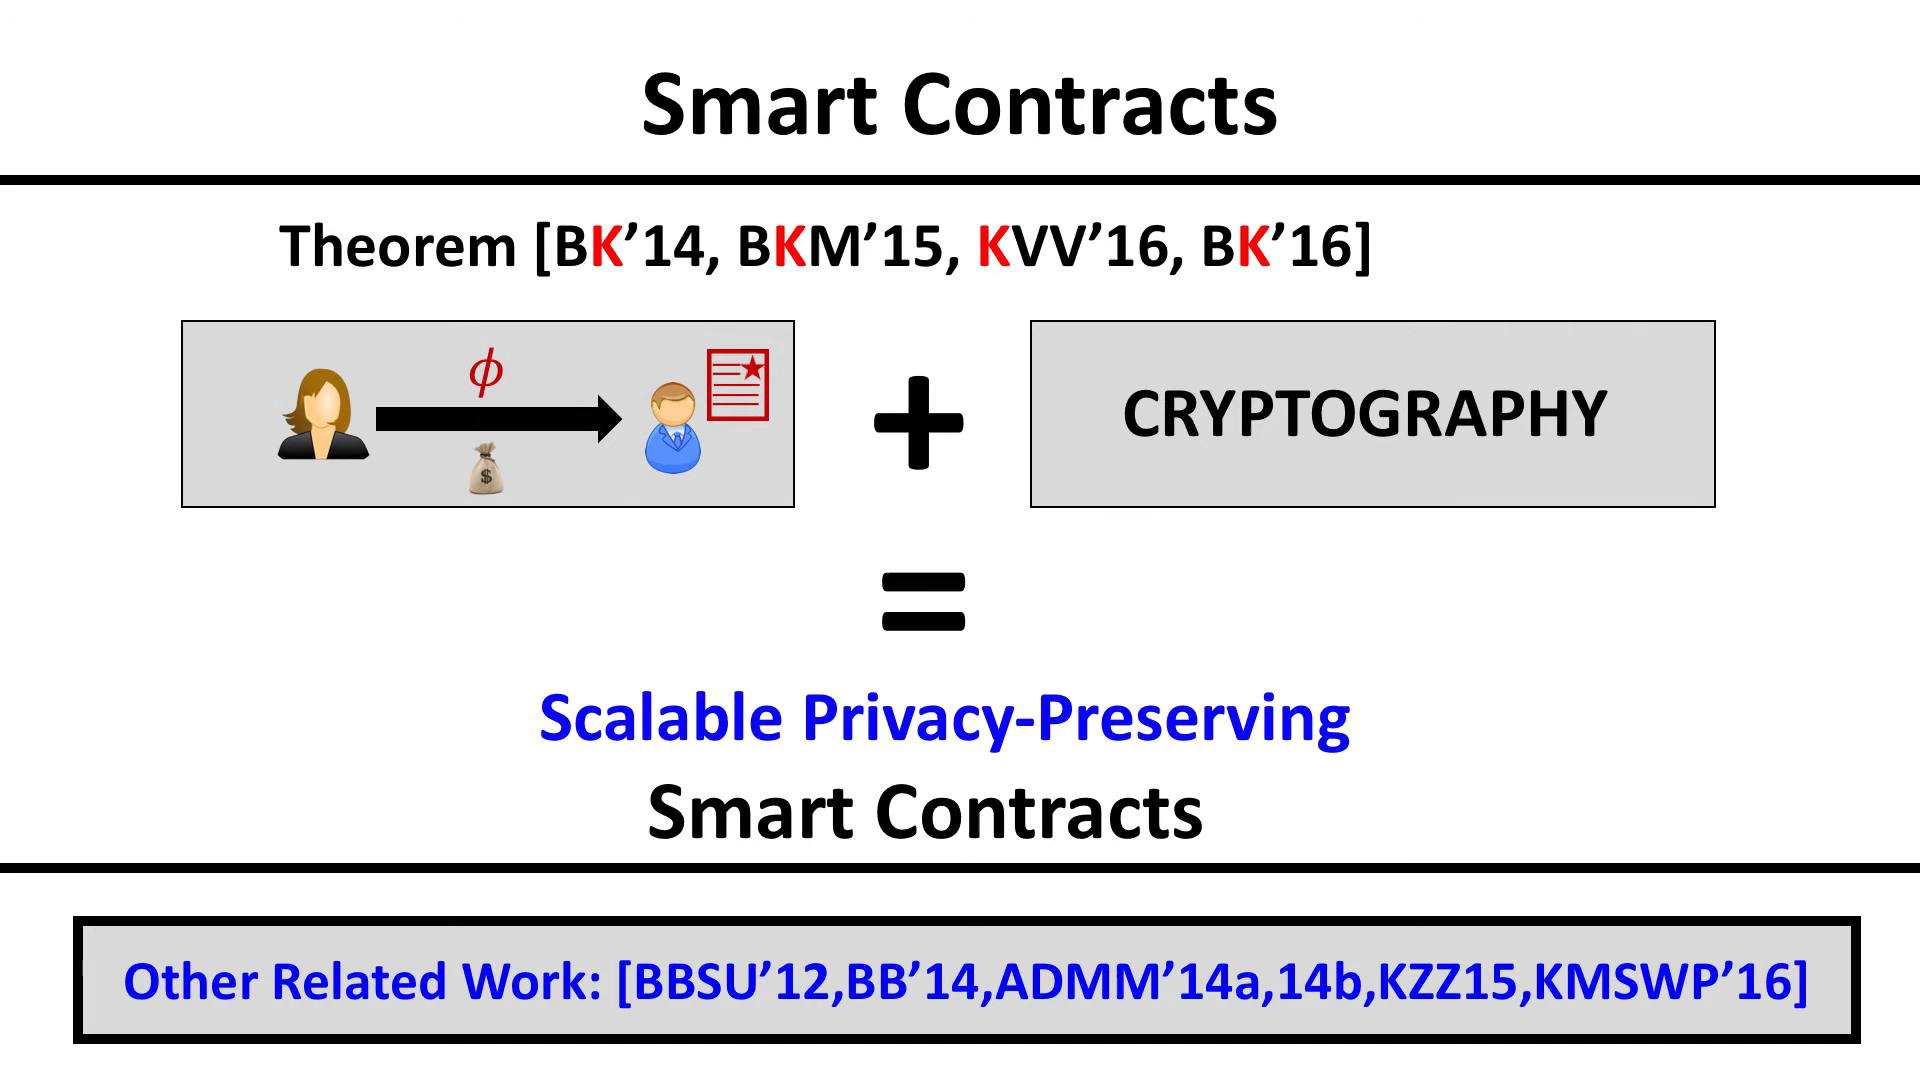 Smart Contracts
Theorem [BK’14, BKM’15, KVV’16, BK’16]
ϕ
$
CRYPTOGRAPHY
+
=
Scalable Privacy-Preserving
Smart Contracts
Other Related Work: [BBSU’12,BB’14,ADMM’14a,14b,KZZ15,KMSWP’16]